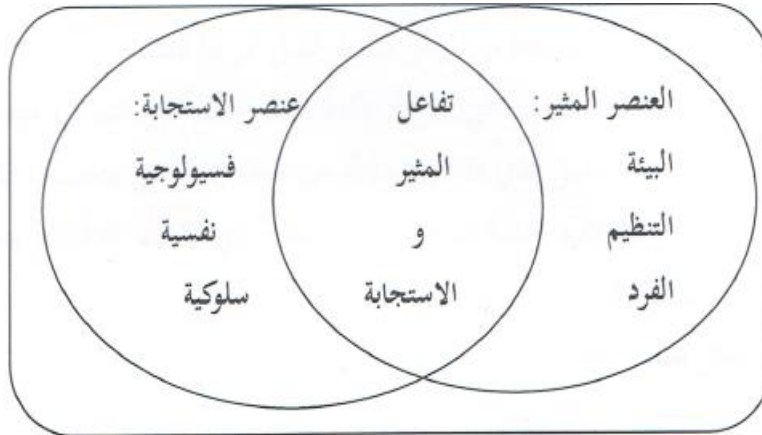 العنصر المثير:
البيئة
التنظيم
الفرد
تفاعل
المثير
و
الاستجابة
عنصر الاستجابة:
فسيولوجية
نفسية
سلوكية